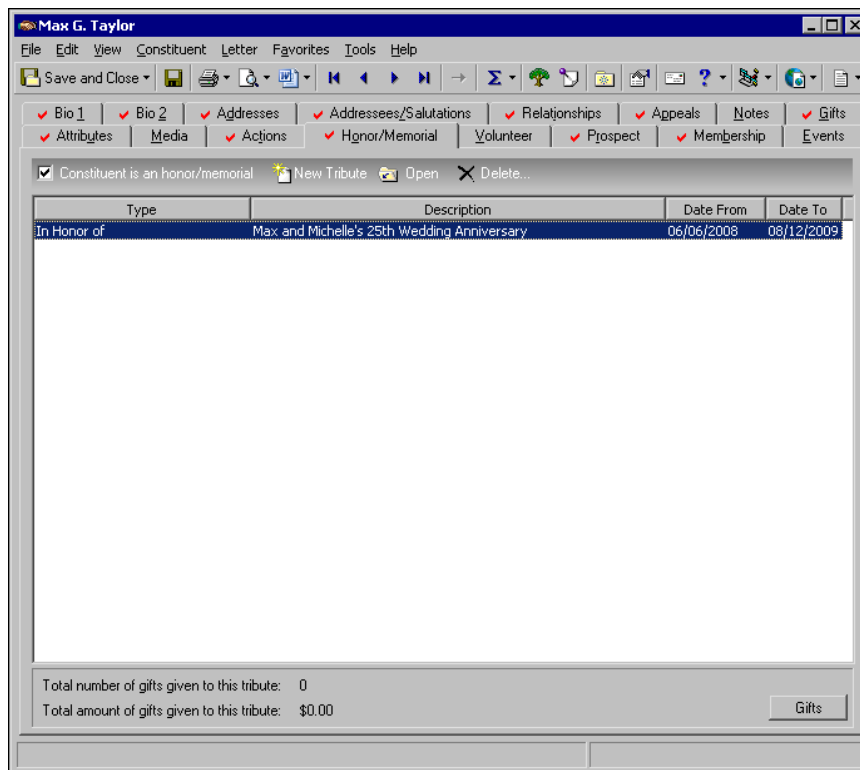 Max G. Taylor
File Edit View Constituent Letter Favorites Tools Help
Save and Close
Bio 1 Bio 2 Addresses Addressees/Salutations Relationships Appeals Notes Gifts
Attributes Media Actions Honor/Memorial Volunteer Prospect Membership Events
Constituent is an honor/memorial New Tribute Open Delete...
Type Description Date From Date To
In Honor of Max and Michelle's 25th Wedding Anniversary 06/06/2008 08/12/2009
Total number of gifts given to this tribute: 0
Total amount of gifts given to this tribute: $0.00
Gifts